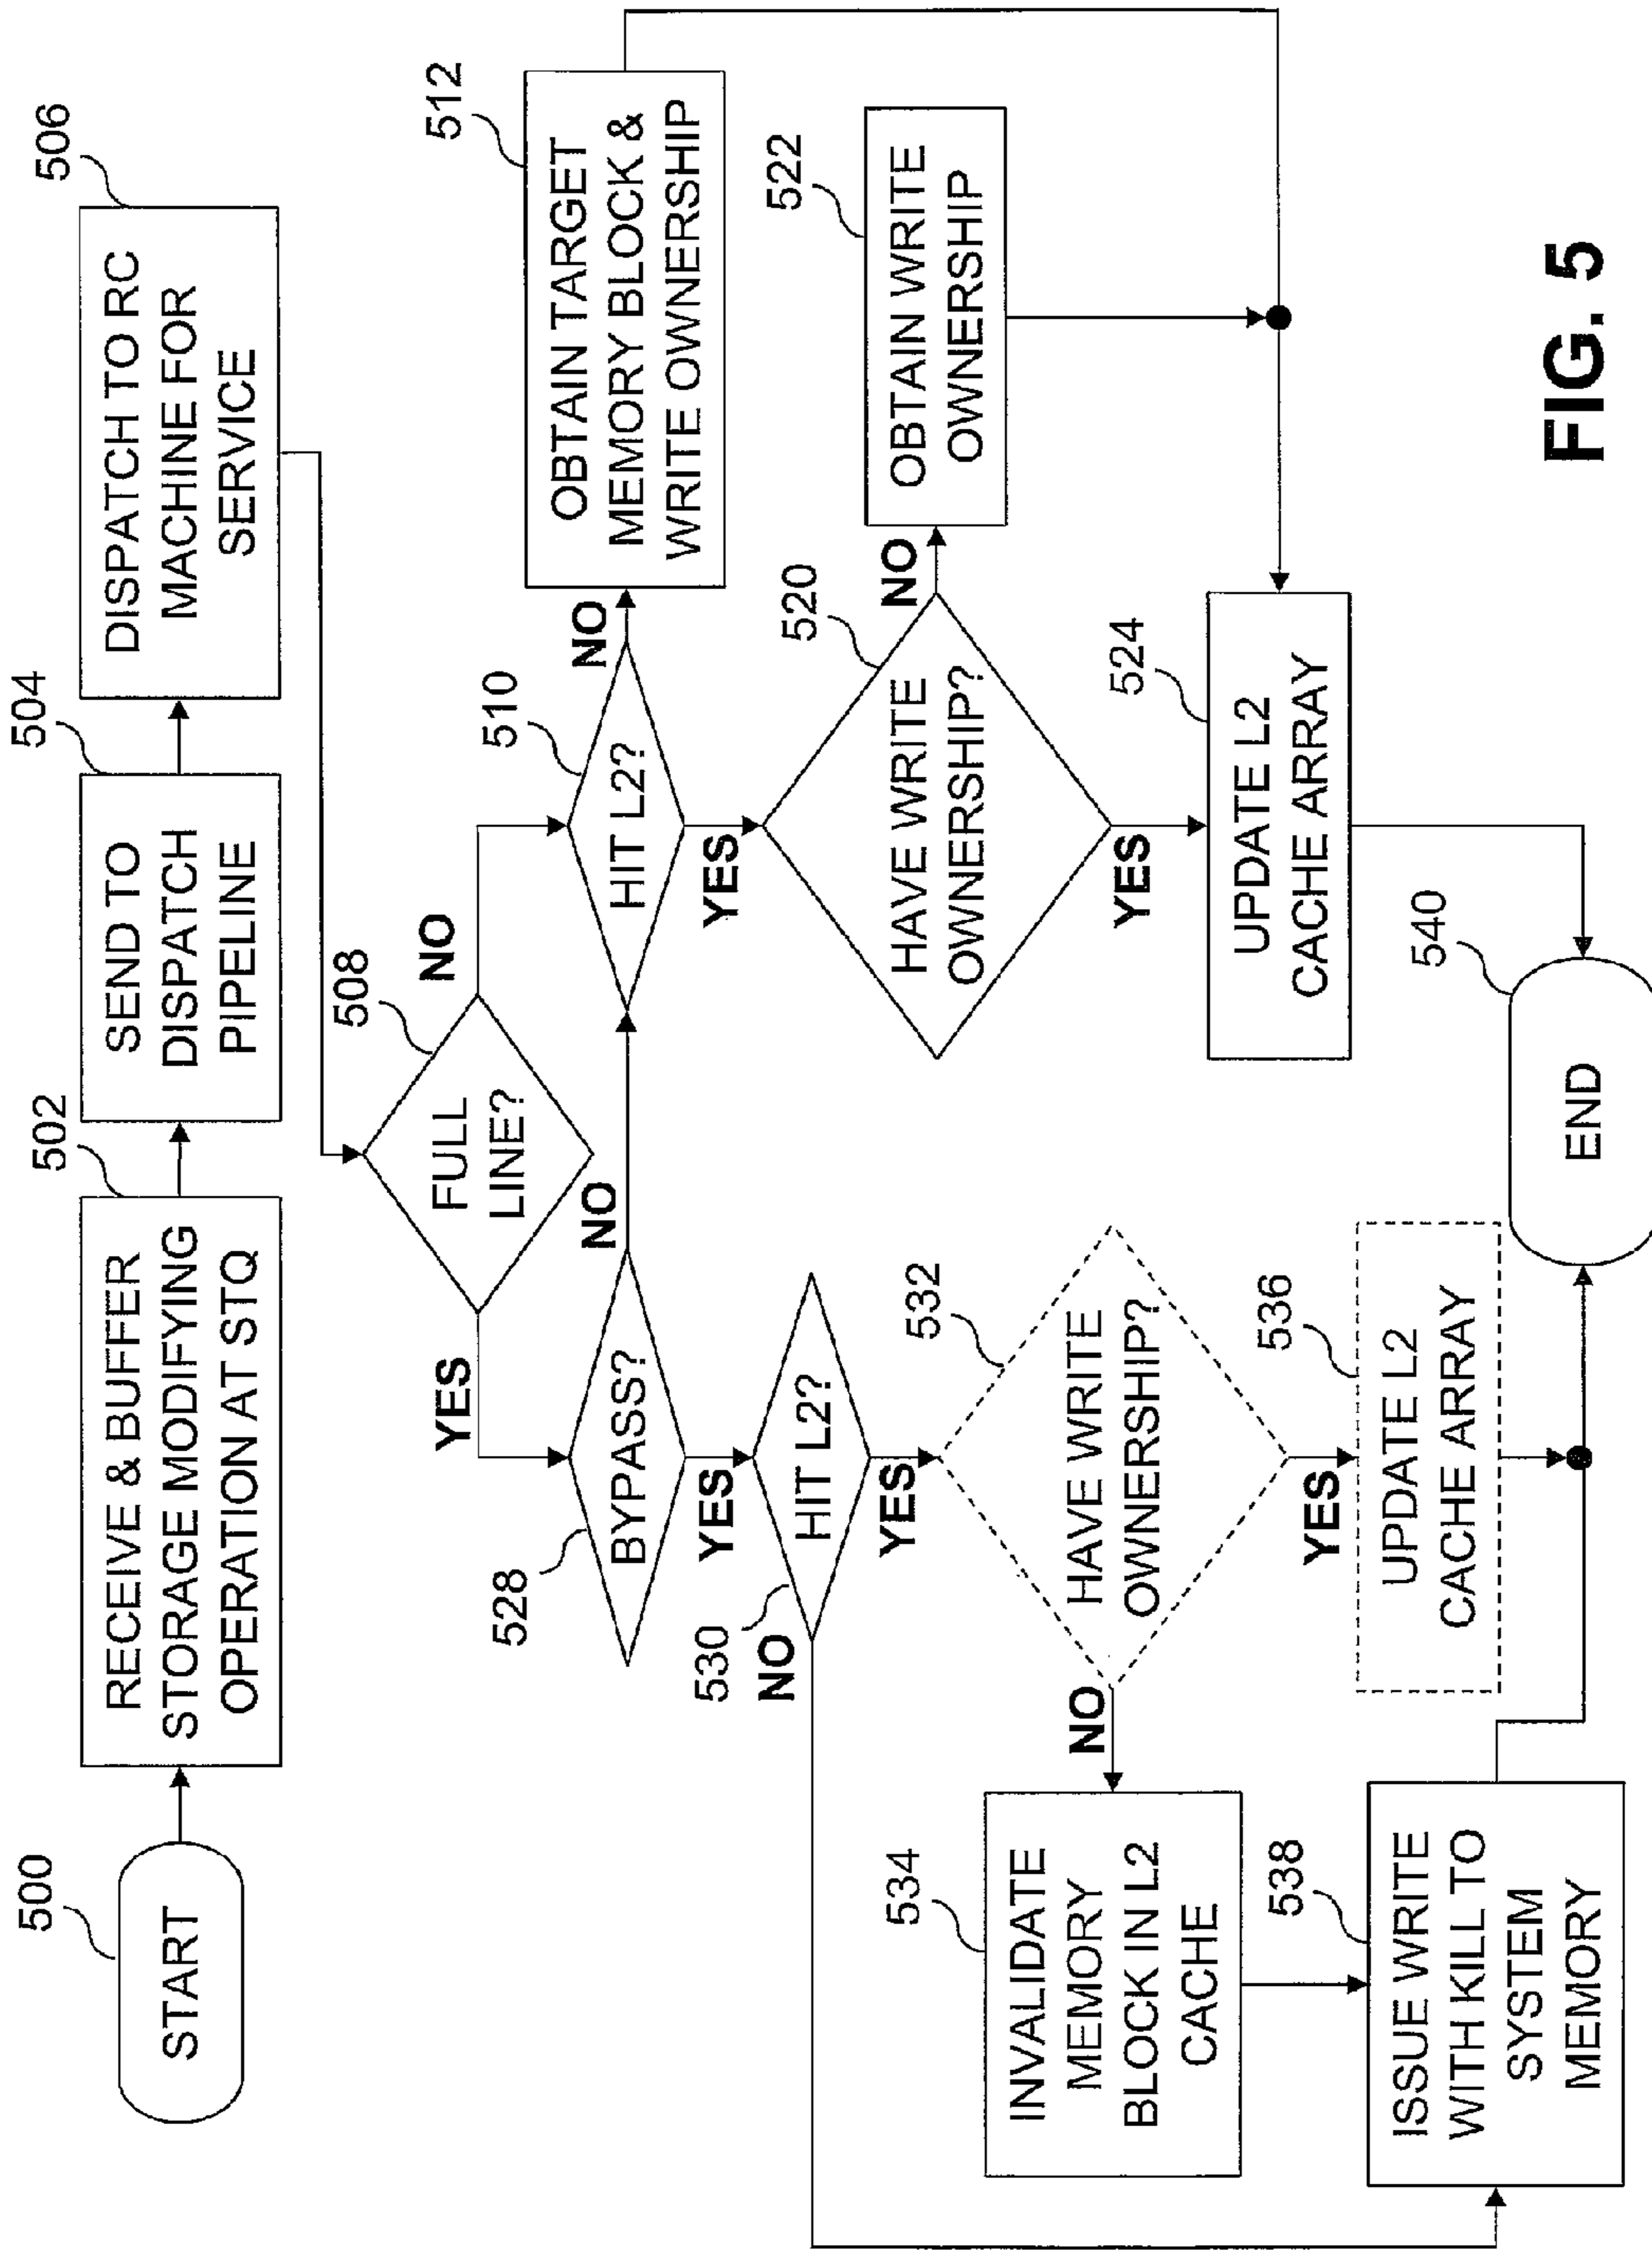 500
START
502
RECEIVE & BUFFER
STORAGE MODIFYING
OPERATION AT STQ
504
SEND TO
DISPATCH
PIPELINE
506
DISPATCH TO RC
MACHINE FOR
SERVICE
508
FULL
LINE?
YES
NO
528
BYPASS?
NO
YES
510
HIT L2?
NO
YES
512
OBTAIN TARGET
MEMORY BLOCK &
WRITE OWNERSHIP
530
HIT L2?
NO
YES
520
HAVE WRITE
OWNERSHIP?
NO
YES
522
OBTAIN WRITE
OWNERSHIP
532
HAVE WRITE
OWNERSHIP?
NO
YES
534
INVALIDATE
MEMORY
BLOCK IN L2
CACHE
536
UPDATE L2
CACHE ARRAY
524
UPDATE L2
CACHE ARRAY
538
ISSUE WRITE
WITH KILL TO
SYSTEM
MEMORY
540
END
FIG. 5